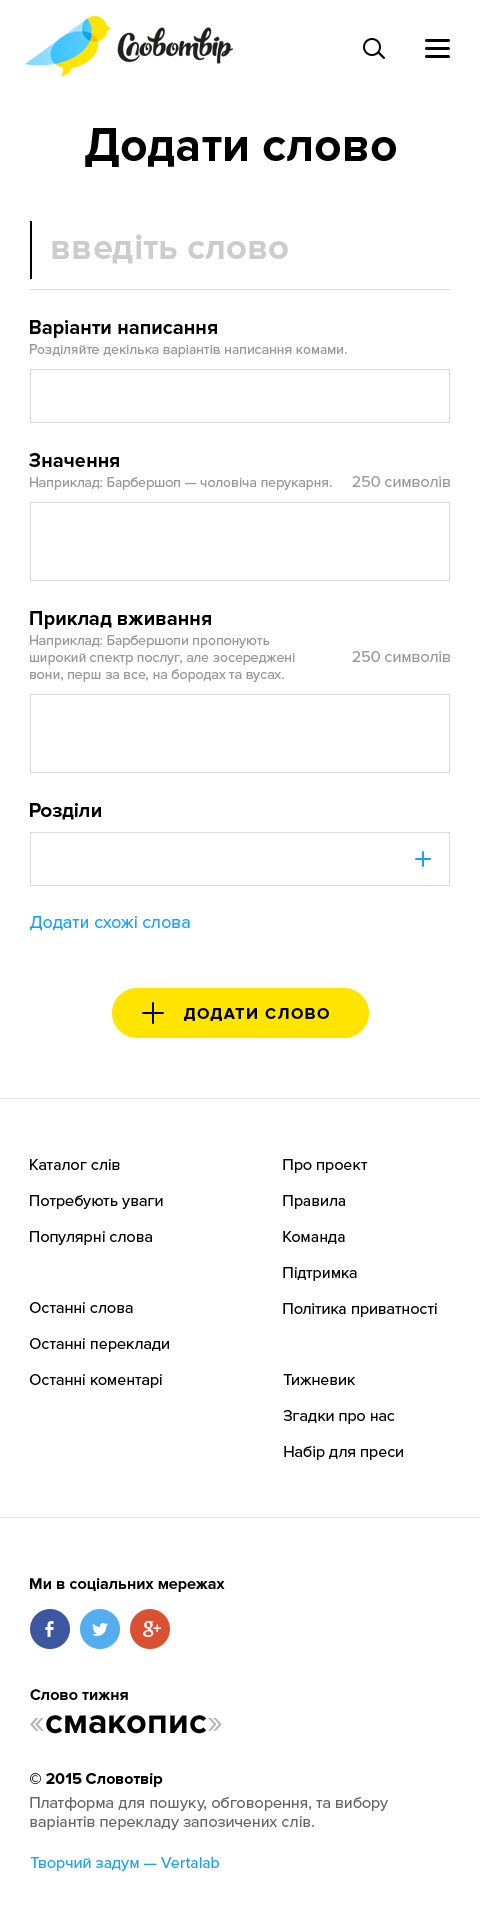 Словотвір
Додати слово
введіть слово
Варіанти написання
Розділяйте декілька варіантів написання комами.
Значення
Наприклад: Барбершоп — чоловіча перукарня. 250 символів
Приклад вживання
Наприклад: Барбершопи пропонують
широкий спектр послуг, але зосереджені 250 символів
вони, перш за все, на бородах та вусах.
Розділи
Додати схожі слова
ДОДАТИ СЛОВО
Каталог слів
Потребують уваги
Популярні слова
Останні слова
Останні переклади
Останні коментарі
Про проект
Правила
Команда
Підтримка
Політика приватності
Тижневик
Згадки про нас
Набір для преси
Ми в соціальних мережах
Слово тижня
«смакопис»
© 2015 Словотвір
Платформа для пошуку, обговорення, та вибору
варіантів перекладу запозичених слів.
Творчий задум — Vertalab